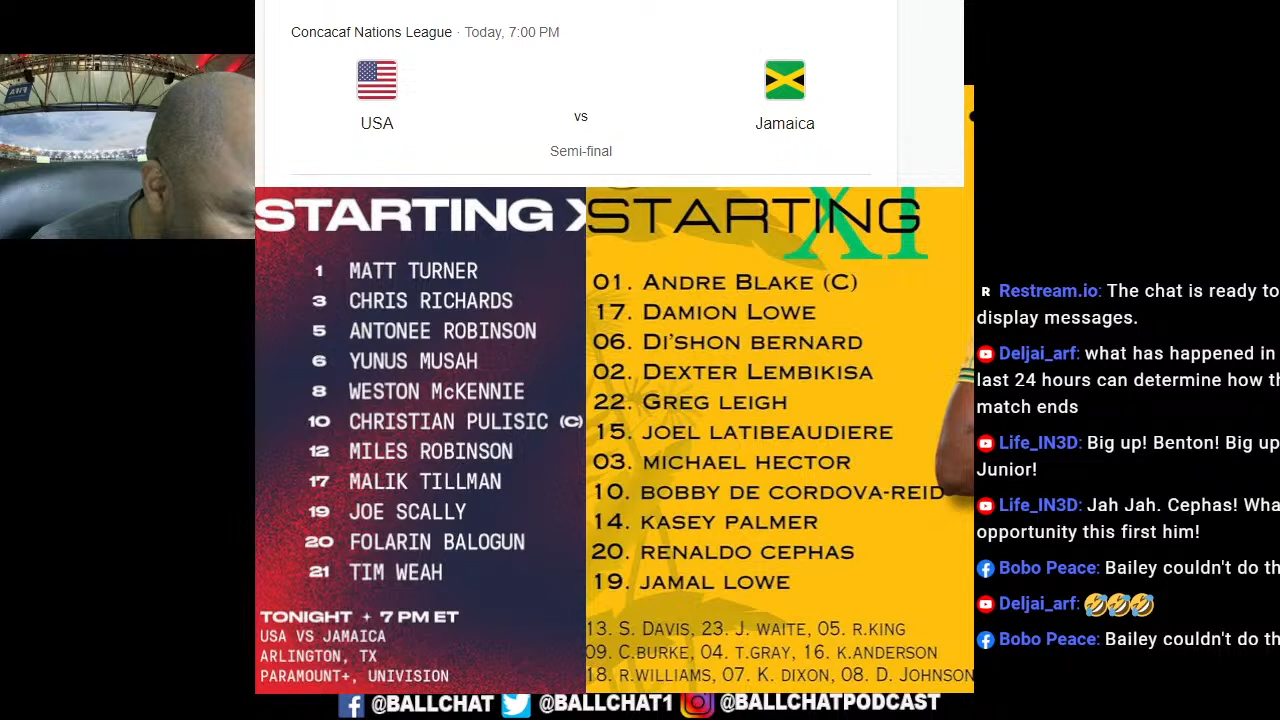 Concacaf Nations League · Today, 7:00 PM
USA
vs
Jamaica
Semi-final
STARTING X
1 MATT TURNER
3 CHRIS RICHARDS
5 ANTONEE ROBINSON
6 YUNUS MUSAH
8 WESTON McKENNIE
10 CHRISTIAN PULISIC (C)
12 MILES ROBINSON
17 MALIK TILLMAN
19 JOE SCALLY
20 FOLARIN BALOGUN
21 TIM WEAH
TONIGHT + 7 PM ET
USA VS JAMAICA
ARLINGTON, TX
PARAMOUNT+, UNIVISION
STARTING
XI
01. ANDRE BLAKE (C)
17. DAMION LOWE
06. DI'SHON BERNARD
02. DEXTER LEMBIKISA
22. GREG LEIGH
15. JOEL LATIBEAUDIERE
03. MICHAEL HECTOR
10. BOBBY DE CORDOVA-REID
14. KASEY PALMER
20. RENALDO CEPHAS
19. JAMAL LOWE
13. S. DAVIS, 23. J. WAITE, 05. R.KING
09. C.BURKE, 04. T.GRAY, 16. K.ANDERSON
18. R.WILLIAMS, 07. K. DIXON, 08. D. JOHNSON
R Restream.io: The chat is ready to
display messages.
Deljai_arf: what has happened in
last 24 hours can determine how th
match ends
Life_IN3D: Big up! Benton! Big up
Junior!
Life_IN3D: Jah Jah. Cephas! Wha
opportunity this first him!
Bobo Peace: Bailey couldn't do th
Deljai_arf: 🤣🤣🤣
Bobo Peace: Bailey couldn't do th
@BALLCHAT @BALLCHAT1 @BALLCHATPODCAST